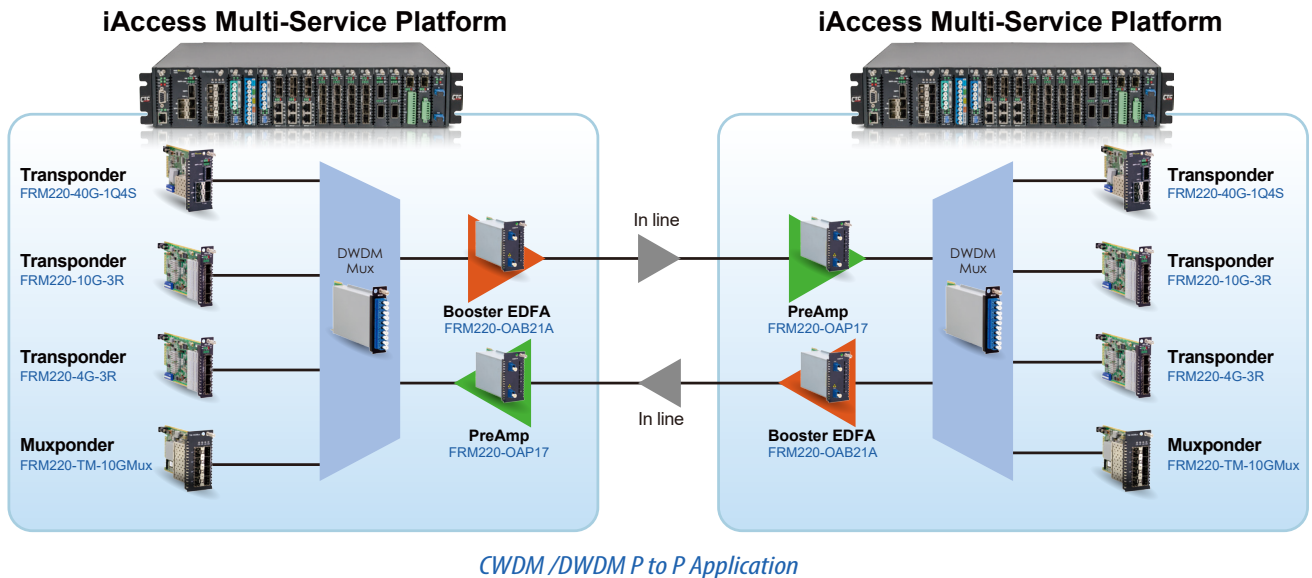 iAccess Multi-Service Platform
iAccess Multi-Service Platform
Transponder
FRM220-40G-1Q4S
Transponder
FRM220-10G-3R
Transponder
FRM220-4G-3R
Muxponder
FRM220-TM-10GMux
DWDM
Mux
Booster EDFA
FRM220-OAB21A
PreAmp
FRM220-OAP17
In line
In line
PreAmp
FRM220-OAP17
Booster EDFA
FRM220-OAB21A
DWDM
Mux
Transponder
FRM220-40G-1Q4S
Transponder
FRM220-10G-3R
Transponder
FRM220-4G-3R
Muxponder
FRM220-TM-10GMux
CWDM /DWDM P to P Application